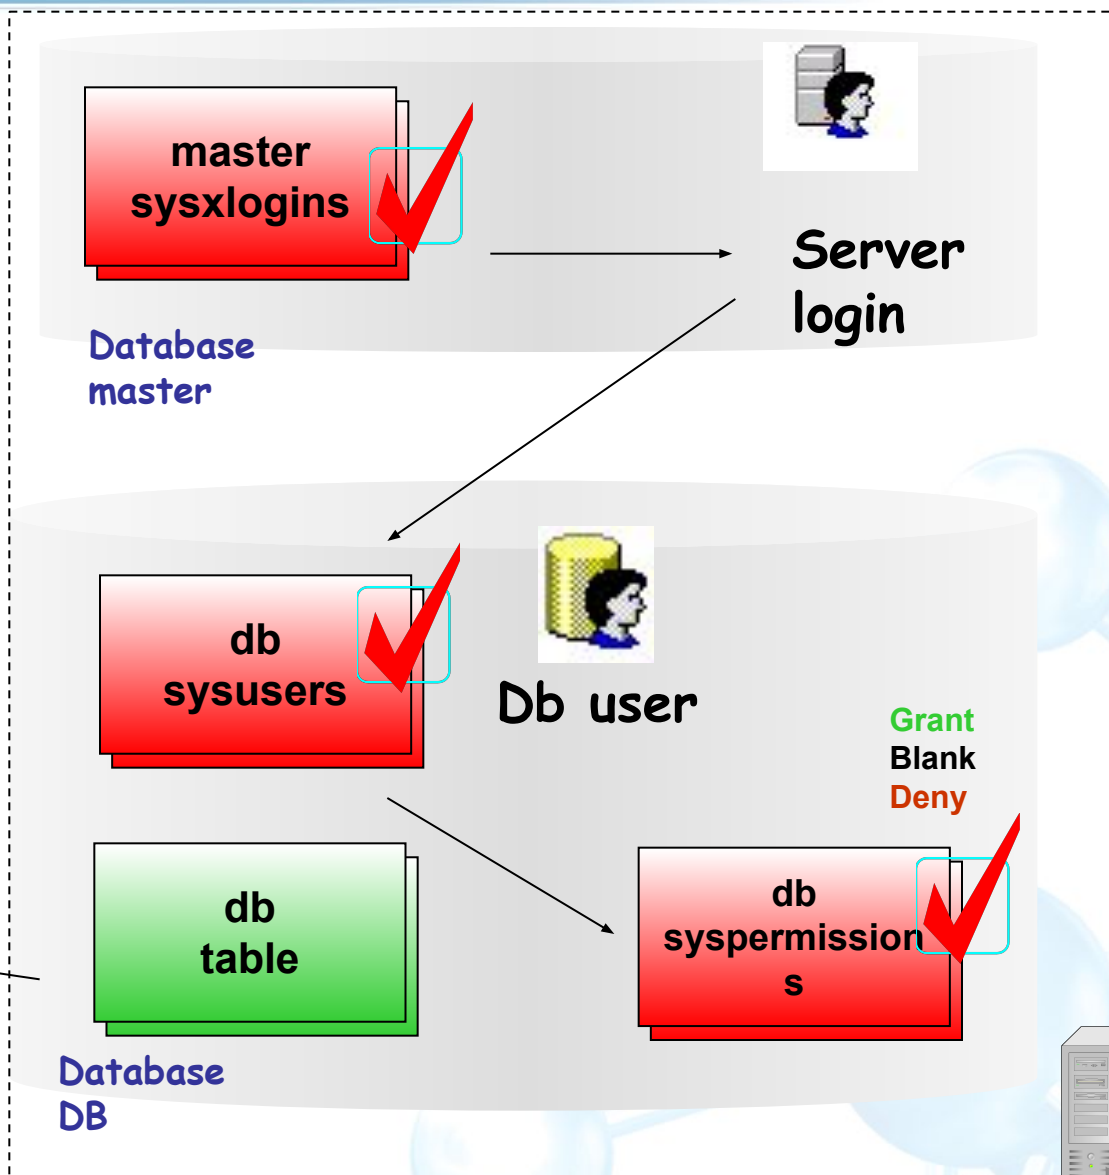 master
sysxlogins
Server
login
Database
master
db
sysusers
Db user
Grant
Blank
Deny
db
table
db
syspermission
s
Database
DB